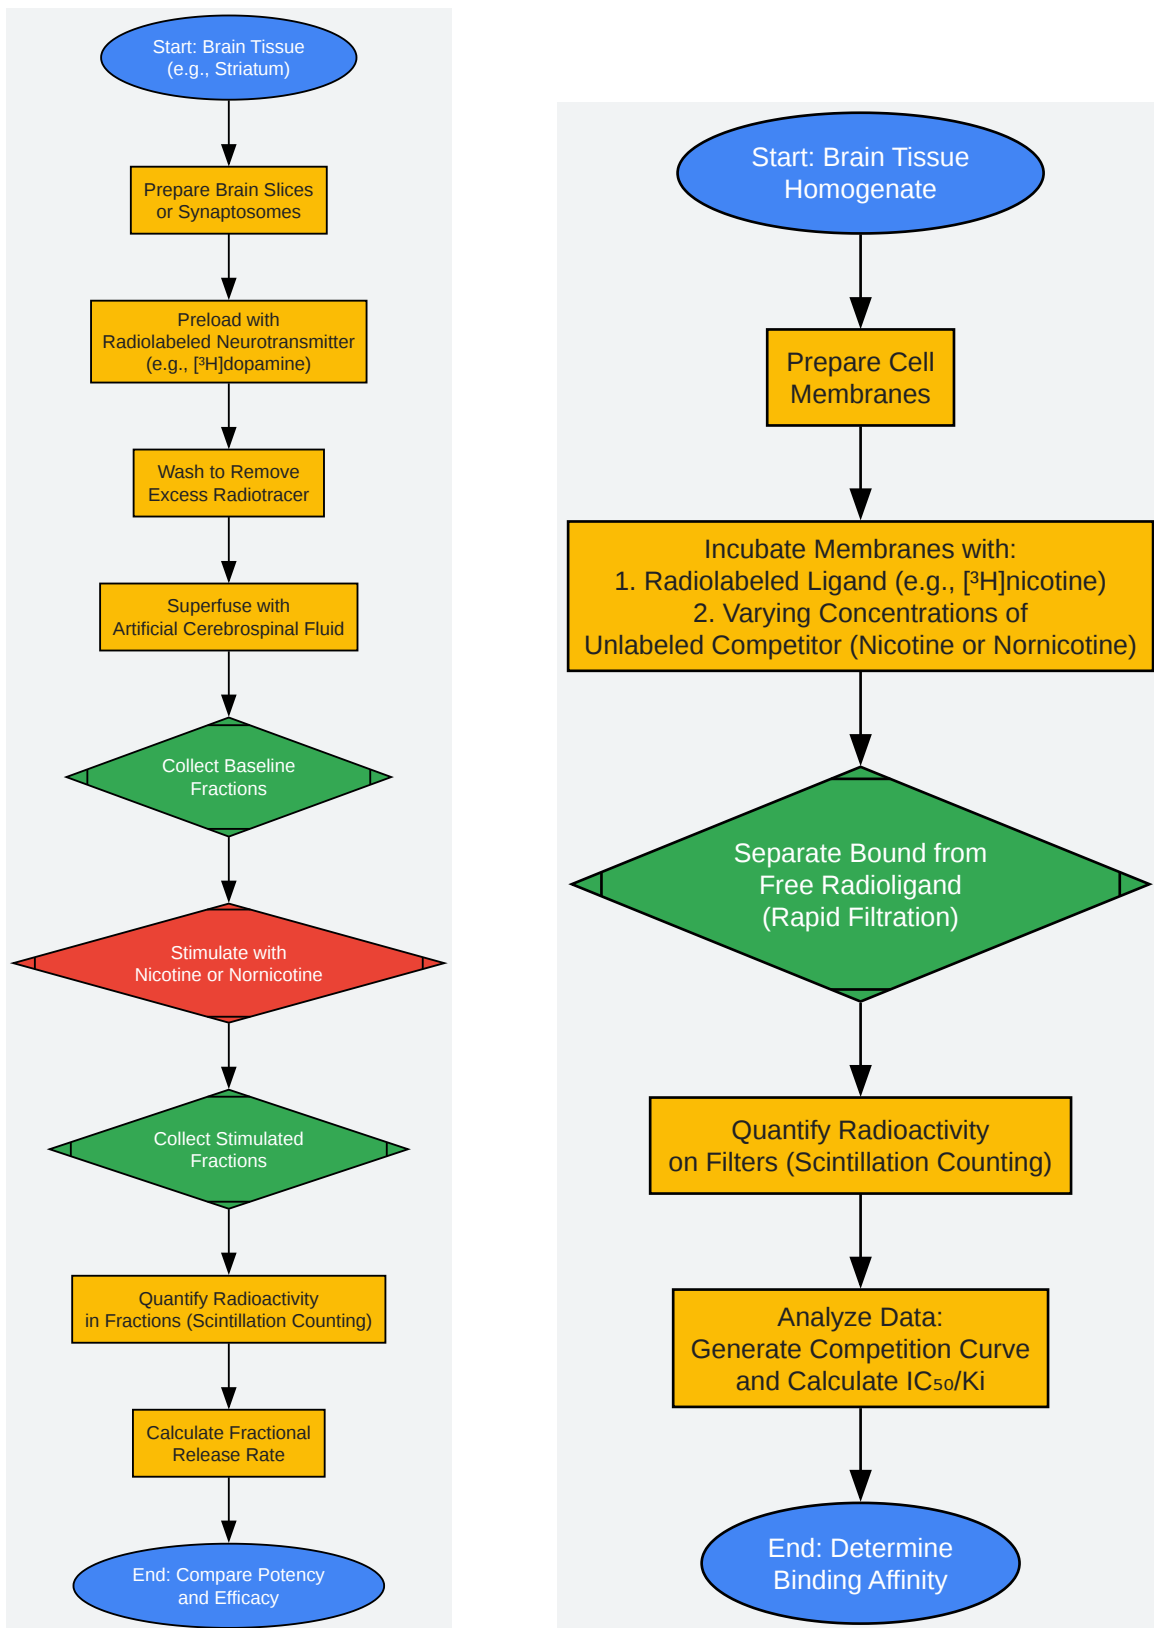 Start: Brain Tissue
(e.g., Striatum)
Prepare Brain Slices
or Synaptosomes
Preload with
Radiolabeled Neurotransmitter
(e.g., [³H]dopamine)
Wash to Remove
Excess Radiotracer
Superfuse with
Artificial Cerebrospinal Fluid
Collect Baseline
Fractions
Stimulate with
Nicotine or Nornicotine
Collect Stimulated
Fractions
Quantify Radioactivity
in Fractions (Scintillation Counting)
Calculate Fractional
Release Rate
End: Compare Potency
and Efficacy
Start: Brain Tissue
Homogenate
Prepare Cell
Membranes
Incubate Membranes with:
1. Radiolabeled Ligand (e.g., [³H]nicotine)
2. Varying Concentrations of
Unlabeled Competitor (Nicotine or Nornicotine)
Separate Bound from
Free Radioligand
(Rapid Filtration)
Quantify Radioactivity
on Filters (Scintillation Counting)
Analyze Data:
Generate Competition Curve
and Calculate IC₅₀/Ki
End: Determine
Binding Affinity